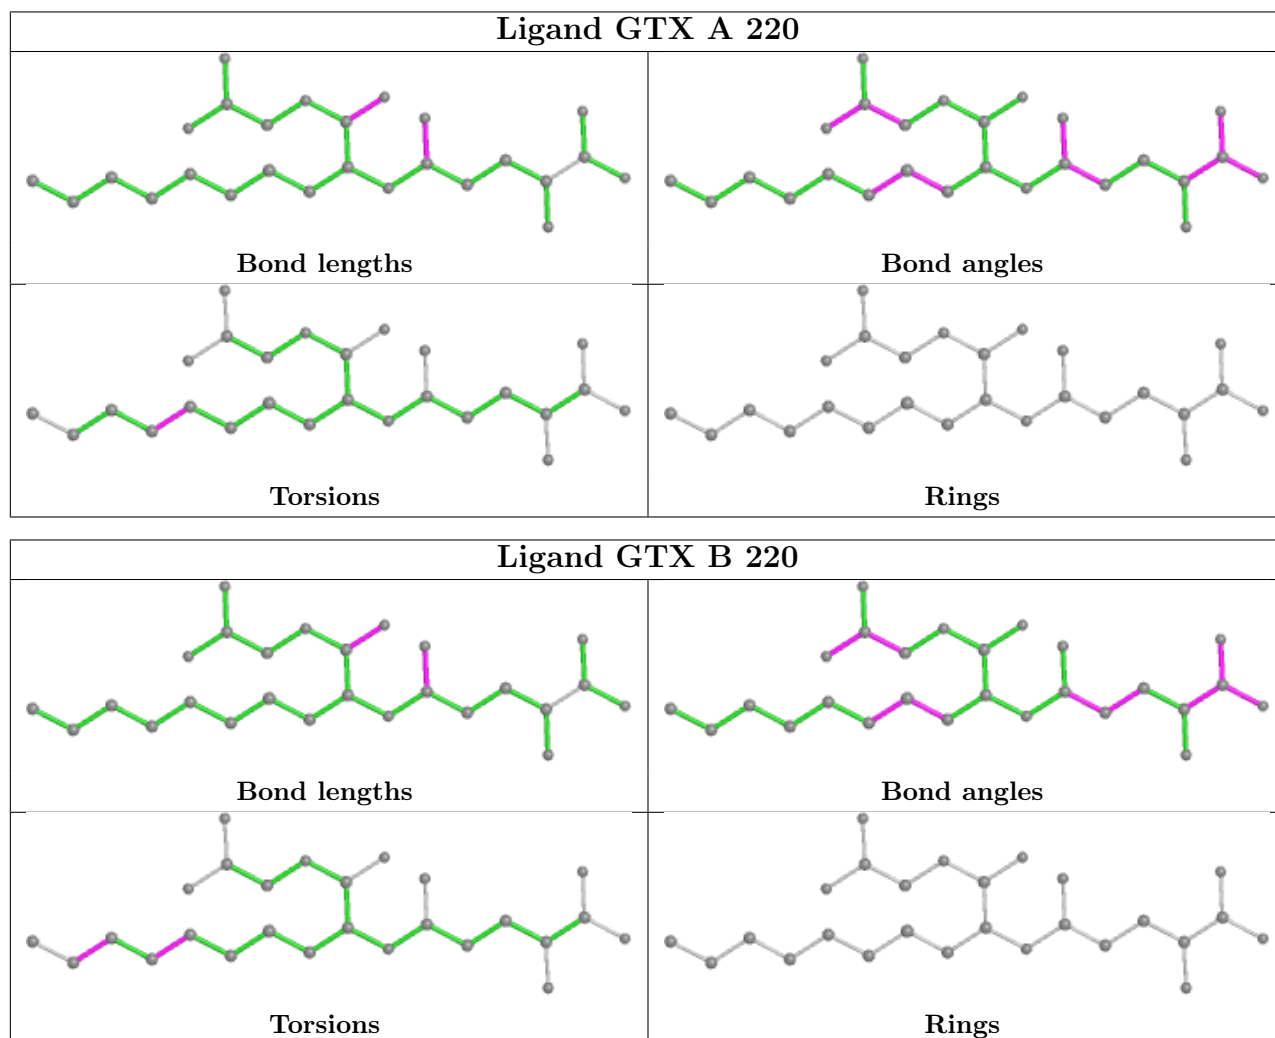 Ligand GTX A 220
Bond lengths
Bond angles
Torsions
Rings
Ligand GTX B 220
Bond lengths
Bond angles
Torsions
Rings